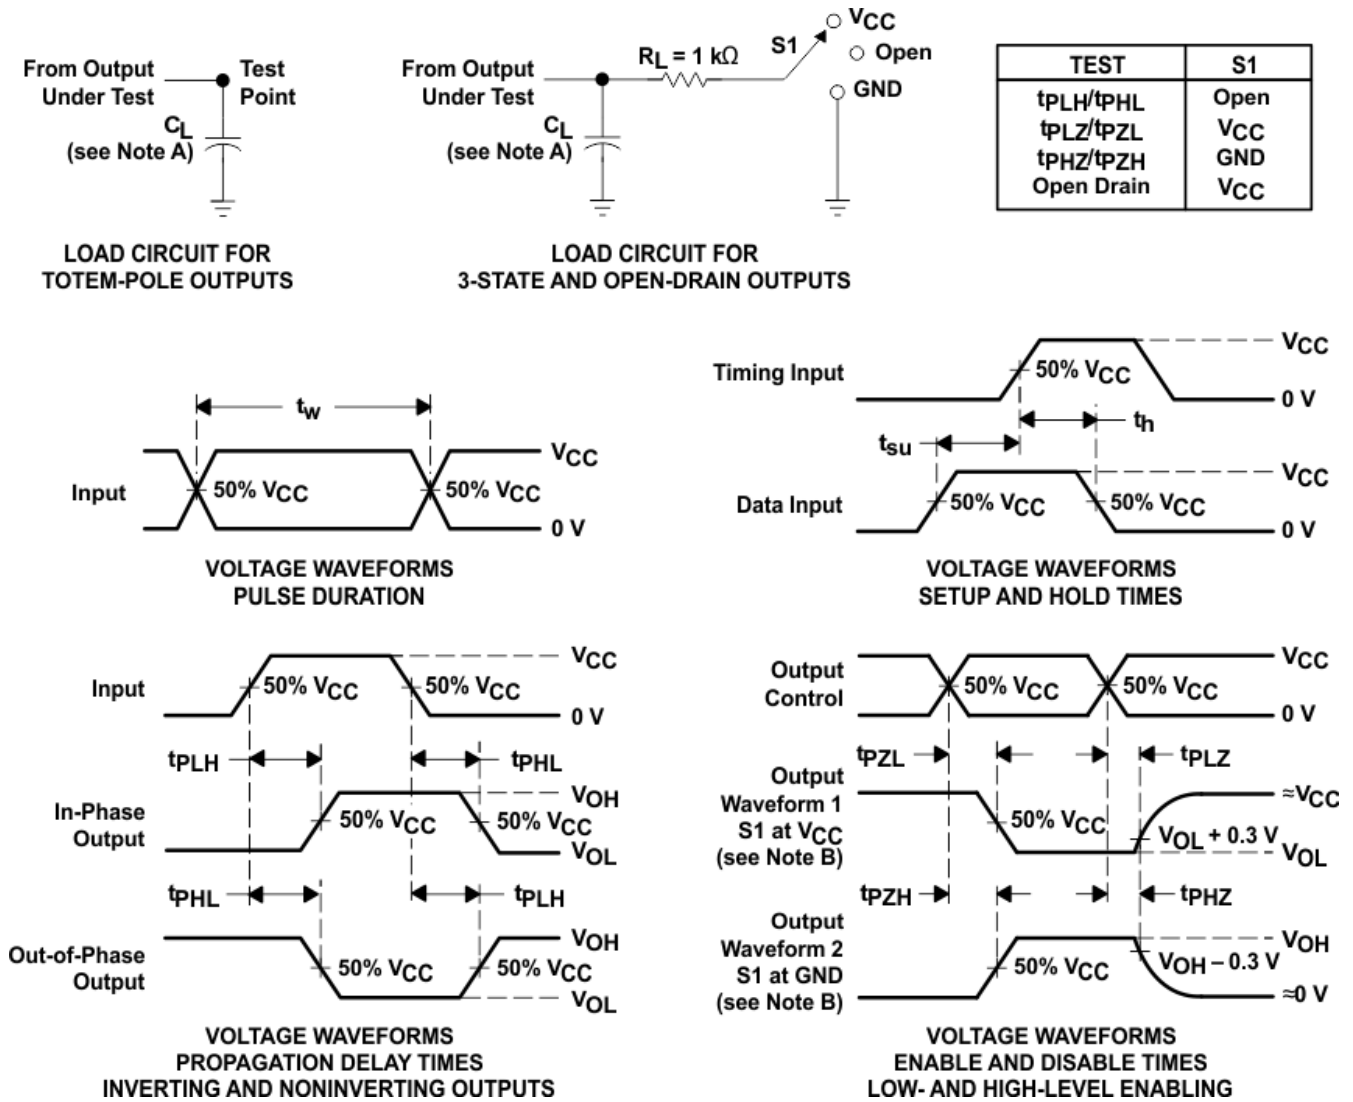 From Output
Under Test
Test
Point
CL
(see Note A)
LOAD CIRCUIT FOR
TOTEM-POLE OUTPUTS
From Output
Under Test
RL = 1 kΩ
S1
VCC
Open
GND
CL
(see Note A)
LOAD CIRCUIT FOR
3-STATE AND OPEN-DRAIN OUTPUTS
TEST S1
tPLH/tPHL Open
tPLZ/tPZL VCC
tPHZ/tPZH GND
Open Drain VCC
tw
Input
50% VCC
50% VCC
VCC
0 V
VOLTAGE WAVEFORMS
PULSE DURATION
Timing Input
50% VCC
VCC
0 V
tsu
th
Data Input
50% VCC
50% VCC
VCC
0 V
VOLTAGE WAVEFORMS
SETUP AND HOLD TIMES
Input
50% VCC
50% VCC
VCC
0 V
tPLH
tPHL
In-Phase
Output
50% VCC
50% VCC
VOH
VOL
tPHL
tPLH
Out-of-Phase
Output
50% VCC
50% VCC
VOH
VOL
VOLTAGE WAVEFORMS
PROPAGATION DELAY TIMES
INVERTING AND NONINVERTING OUTPUTS
Output
Control
50% VCC
50% VCC
VCC
0 V
tPZL
tPLZ
Output
Waveform 1
S1 at VCC
(see Note B)
50% VCC
≈VCC
VOL + 0.3 V
VOL
tPZH
tPHZ
Output
Waveform 2
S1 at GND
(see Note B)
50% VCC
VOH
VOH − 0.3 V
≈0 V
VOLTAGE WAVEFORMS
ENABLE AND DISABLE TIMES
LOW- AND HIGH-LEVEL ENABLING